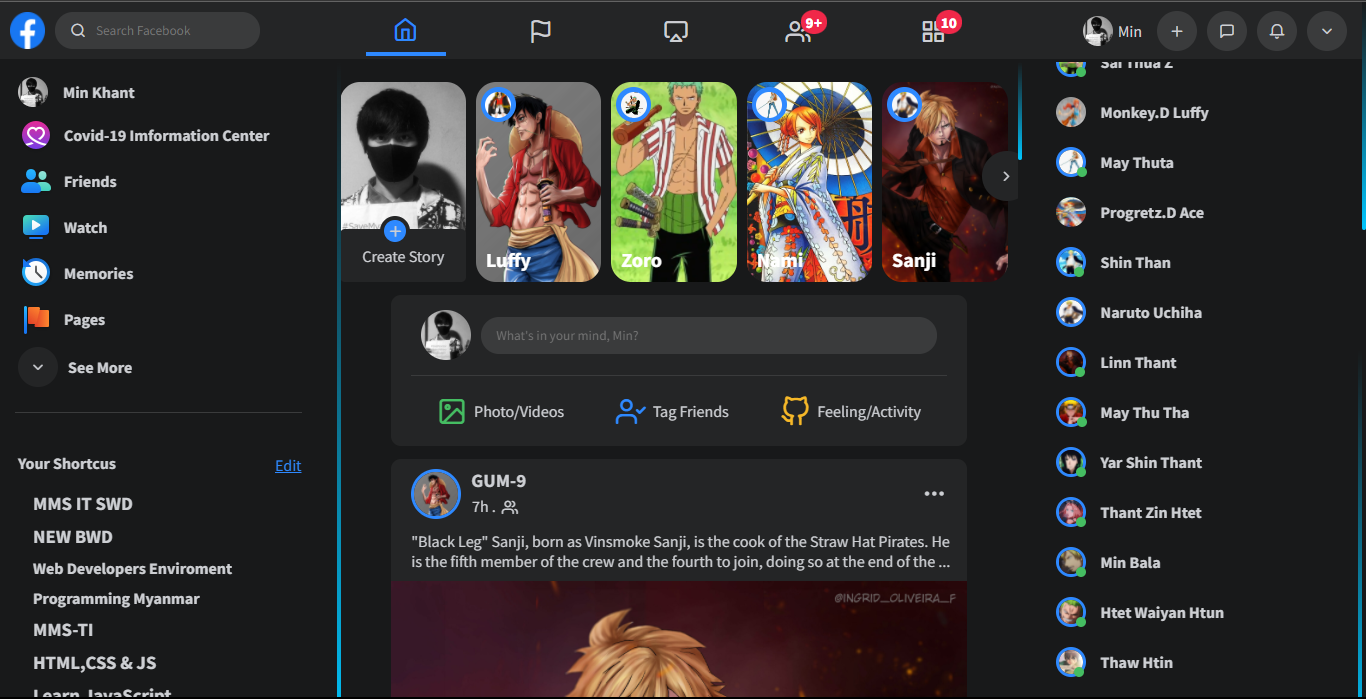 Search Facebook
9+
10
Min
Min Khant
Covid-19 Imformation Center
Friends
Watch
Memories
Pages
See More
Your Shortcus
Edit
MMS IT SWD
NEW BWD
Web Developers Enviroment
Programming Myanmar
MMS-TI
HTML,CSS & JS
Learn JavaScript
Create Story
Luffy
Zoro
Nami
Sanji
What's in your mind, Min?
Photo/Videos
Tag Friends
Feeling/Activity
GUM-9
7h .
"Black Leg" Sanji, born as Vinsmoke Sanji, is the cook of the Straw Hat Pirates. He
is the fifth member of the crew and the fourth to join, doing so at the end of the ...
@INGRID_OLIVEIRA_F
Sai Thua Z
Monkey.D Luffy
May Thuta
Progretz.D Ace
Shin Than
Naruto Uchiha
Linn Thant
May Thu Tha
Yar Shin Thant
Thant Zin Htet
Min Bala
Htet Waiyan Htun
Thaw Htin